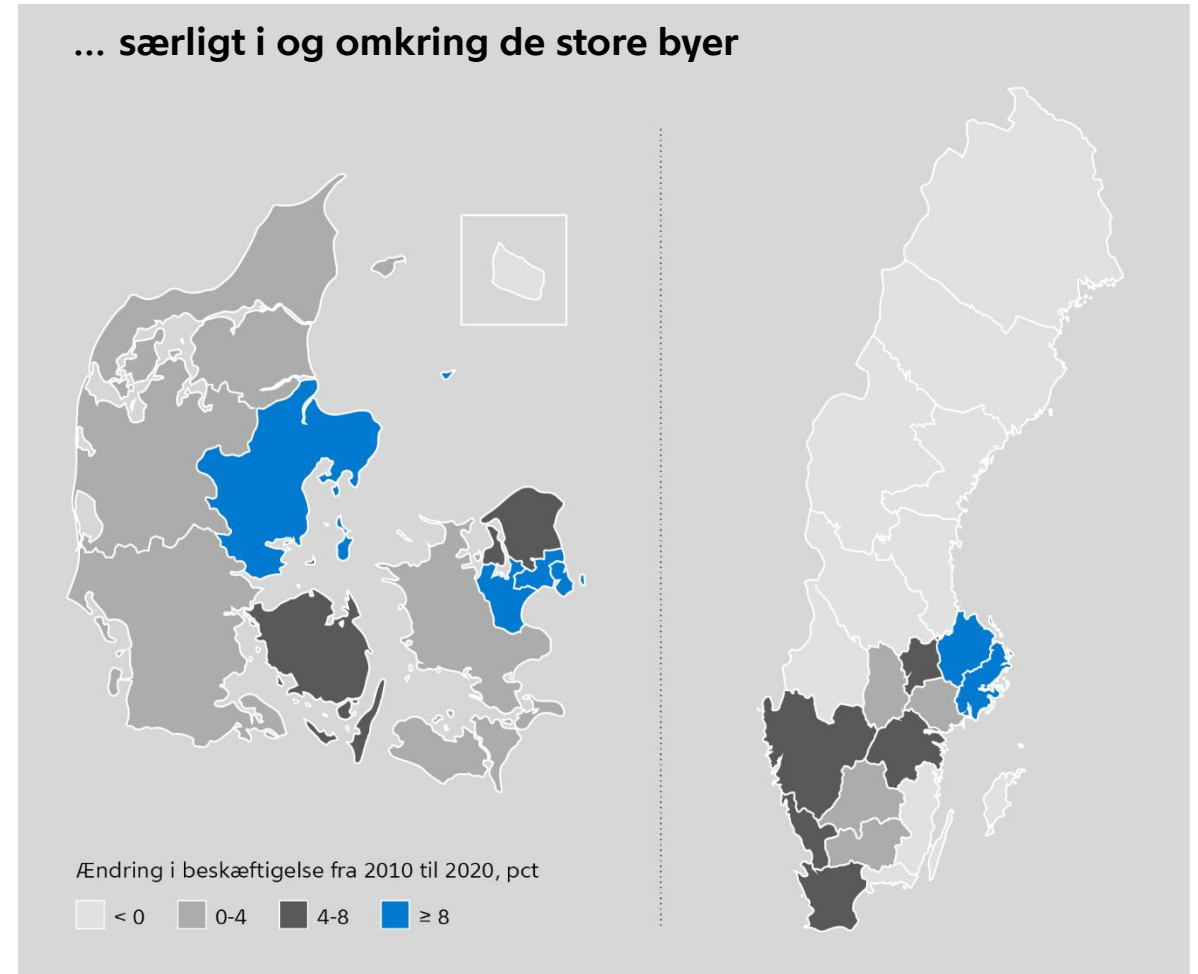 ... særligt i og omkring de store byer
Ændring i beskæftigelse fra 2010 til 2020, pct
< 0 0-4 4-8 ≥ 8